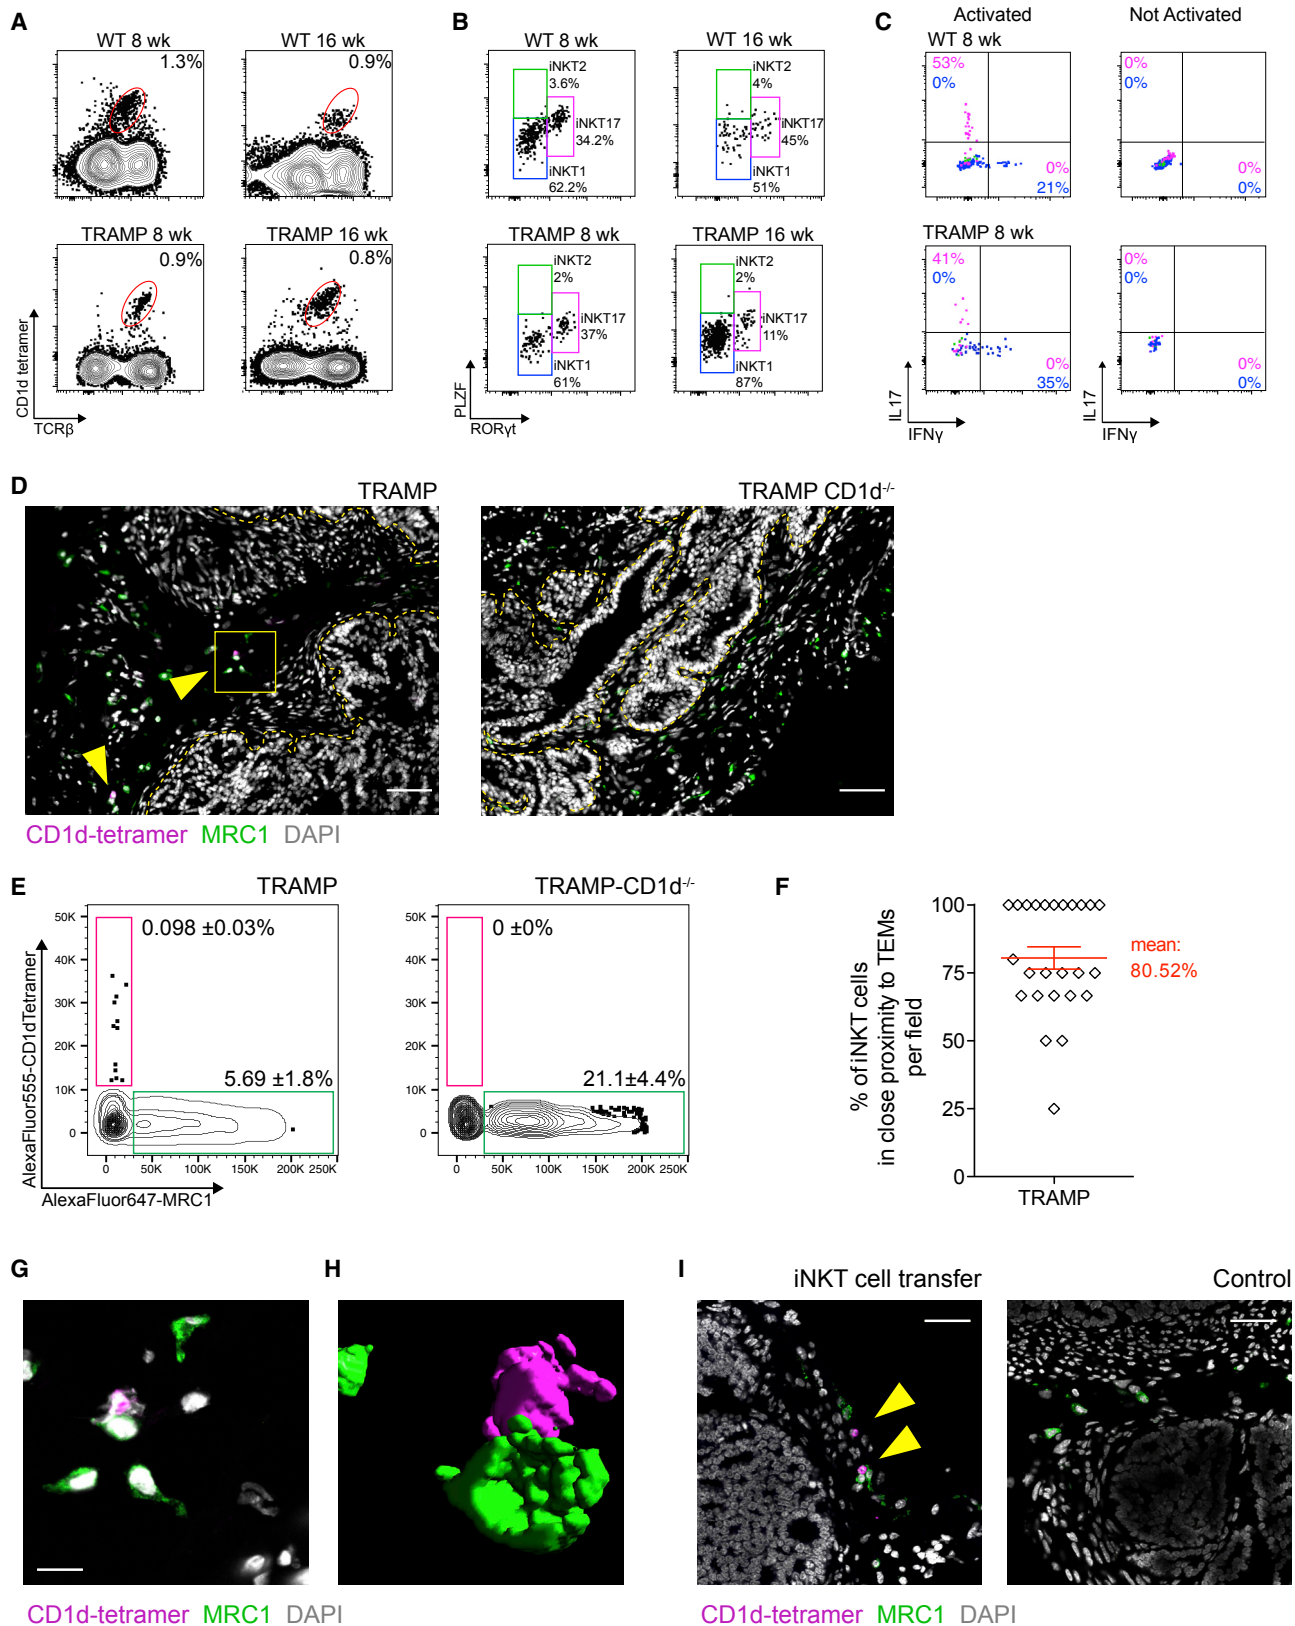 A
WT 8 wk
1.3%
WT 16 wk
0.9%
TRAMP 8 wk
0.9%
TRAMP 16 wk
0.8%
CD1d tetramer
TCRβ
B
WT 8 wk
iNKT2
3.6%
iNKT17
34.2%
iNKT1
62.2%
WT 16 wk
iNKT2
4%
iNKT17
45%
iNKT1
51%
TRAMP 8 wk
iNKT2
2%
iNKT17
37%
iNKT1
61%
TRAMP 16 wk
iNKT2
2%
iNKT17
11%
iNKT1
87%
PLZF
RORγt
C
Activated
Not Activated
WT 8 wk
53%
0%
0%
21%
0%
0%
0%
0%
TRAMP 8 wk
41%
0%
0%
35%
0%
0%
0%
0%
IL17
IFNγ
IL17
IFNγ
D
TRAMP
TRAMP CD1d-/-
CD1d-tetramer MRC1 DAPI
E
TRAMP
50K
40K
30K
20K
10K
0
0.098 ±0.03%
5.69 ±1.8%
0 50K 100K 150K 200K 250K
AlexaFluor555-CD1dTetramer
AlexaFluor647-MRC1
TRAMP-CD1d-/-
50K
40K
30K
20K
10K
0
0 ±0%
21.1±4.4%
0 50K 100K 150K 200K 250K
F
% of iNKT cells
in close proximity to TEMs
per field
100
75
50
25
0
mean:
80.52%
TRAMP
G
H
CD1d-tetramer MRC1 DAPI
I
iNKT cell transfer
Control
CD1d-tetramer MRC1 DAPI